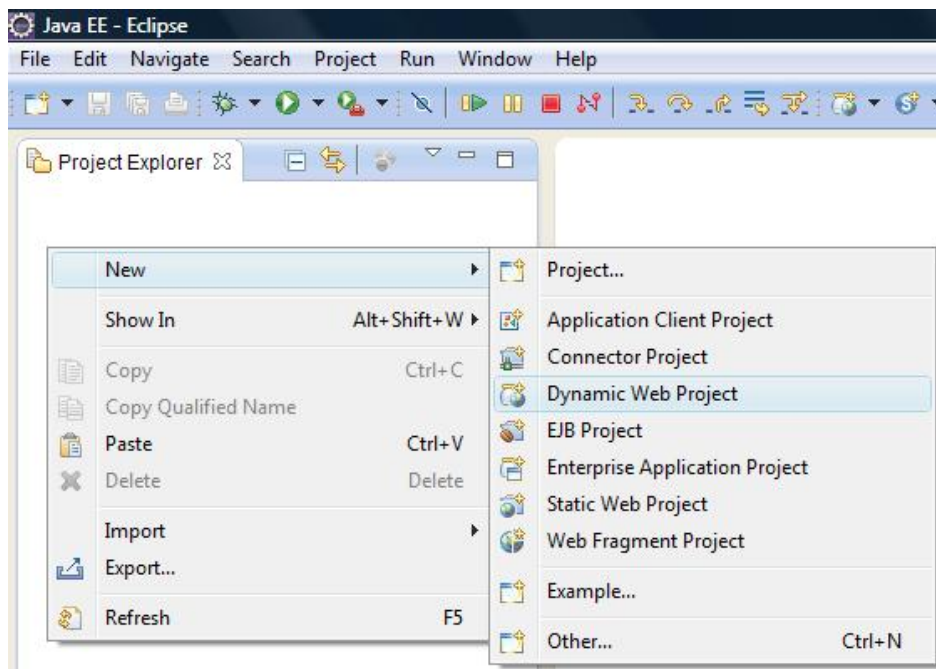 Java EE - Eclipse
File Edit Navigate Search Project Run Window Help
Project Explorer
New
Show In Alt+Shift+W
Copy Ctrl+C
Copy Qualified Name
Paste Ctrl+V
Delete Delete
Import
Export...
Refresh F5
Project...
Application Client Project
Connector Project
Dynamic Web Project
EJB Project
Enterprise Application Project
Static Web Project
Web Fragment Project
Example...
Other... Ctrl+N